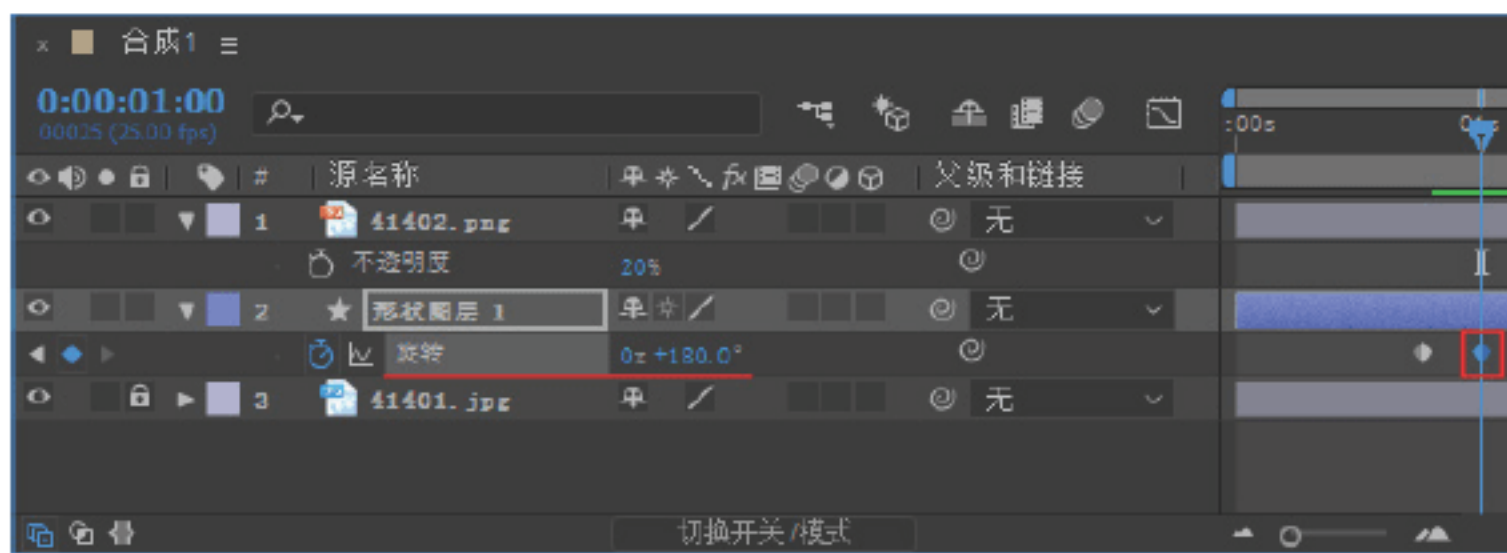 合成1
0:00:01:00
00025 (25.00 fps)
:00s
# 源名称 fx 父级和链接
1 41402.png 无
不透明度 20%
2 形状图层 1 无
旋转 0x +180.0°
3 41401.jpg 无
切换开关/模式